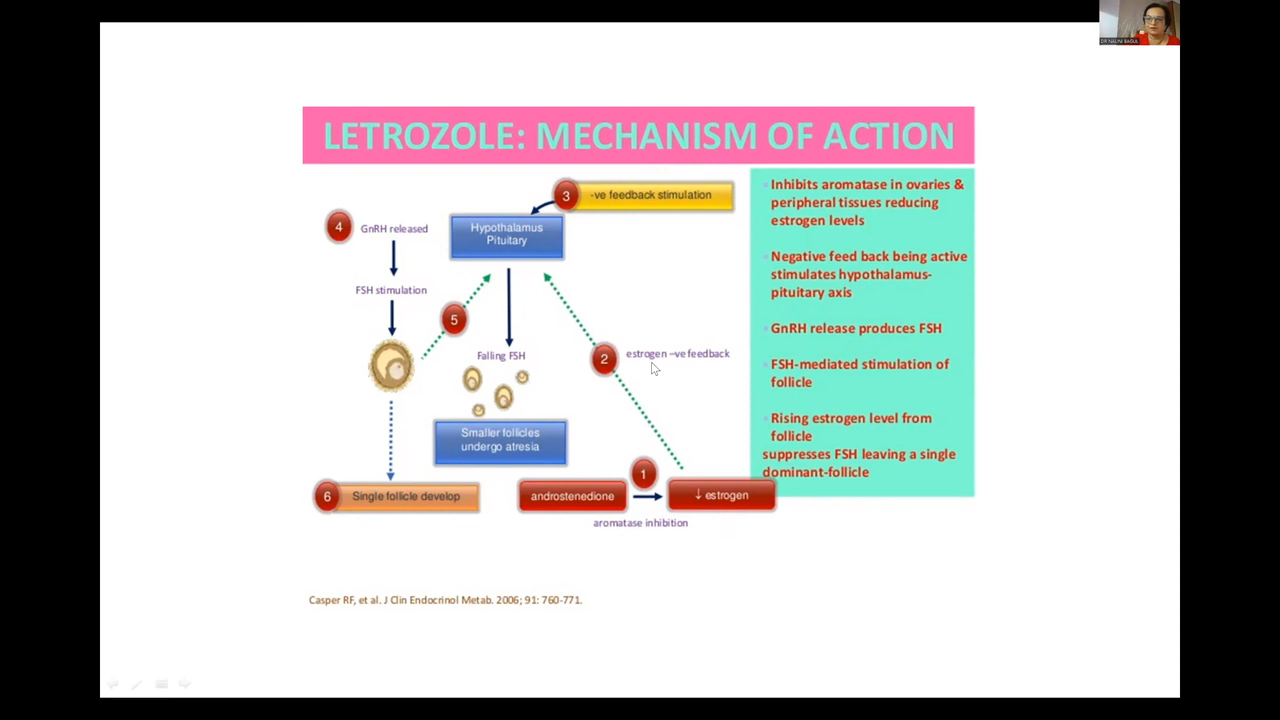 DR NALINI BAGUL
LETROZOLE: MECHANISM OF ACTION
3
-ve feedback stimulation
4
GnRH released
Hypothalamus
Pituitary
FSH stimulation
5
Falling FSH
2
estrogen –ve feedback
Smaller follicles
undergo atresia
1
6
Single follicle develop
androstenedione
↓ estrogen
aromatase inhibition
Inhibits aromatase in ovaries &
peripheral tissues reducing
estrogen levels
Negative feed back being active
stimulates hypothalamus-
pituitary axis
GnRH release produces FSH
FSH-mediated stimulation of
follicle
Rising estrogen level from
follicle
suppresses FSH leaving a single
dominant-follicle
Casper RF, et al. J Clin Endocrinol Metab. 2006; 91: 760-771.